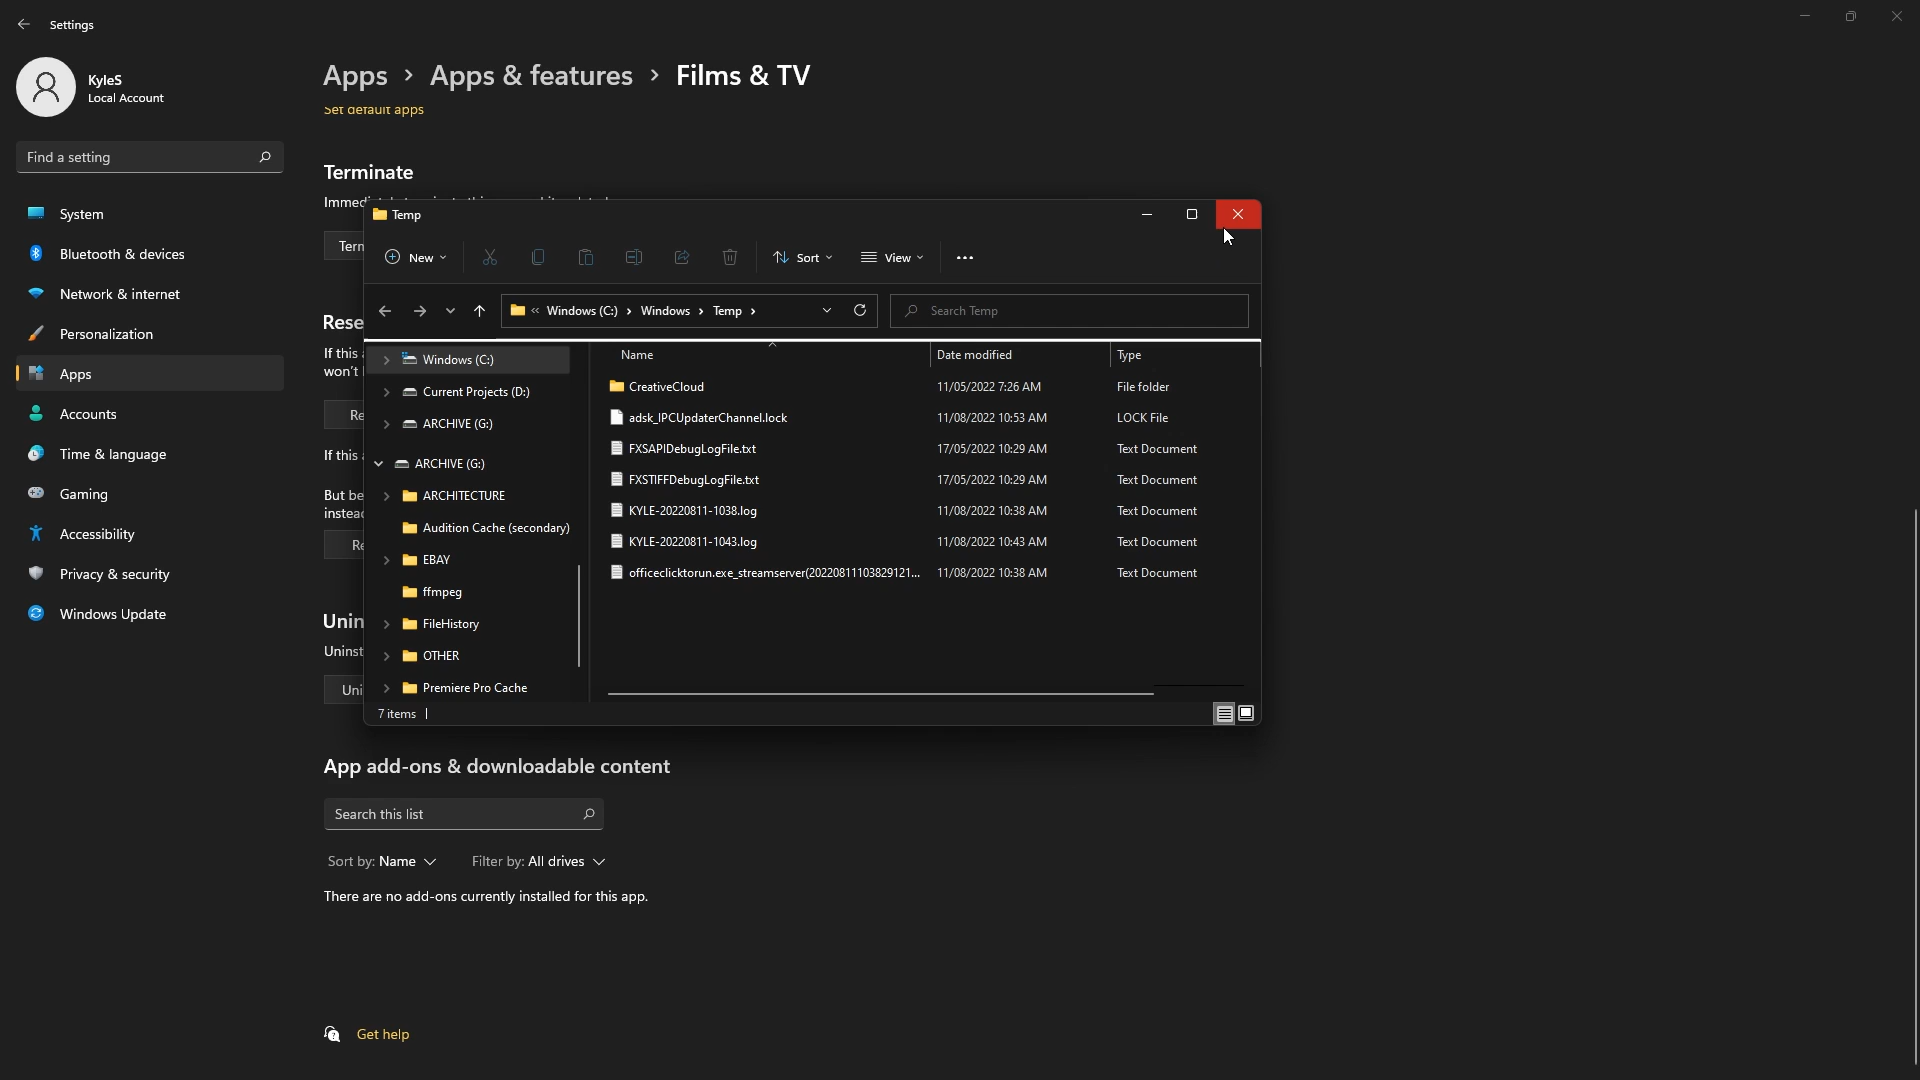 Settings
KyleS
Local Account
Find a setting
System
Bluetooth & devices
Network & internet
Personalization
Apps
Accounts
Time & language
Gaming
Accessibility
Privacy & security
Windows Update
Apps > Apps & features > Films & TV
Set default apps
Terminate
Rese
If this
won't
If this
But be
instead
Unin
Uninst
Uni
Temp
New
Sort
View
Windows (C:) > Windows > Temp >
Search Temp
Windows (C:)
Current Projects (D:)
ARCHIVE (G:)
ARCHIVE (G:)
ARCHITECTURE
Audition Cache (secondary)
EBAY
ffmpeg
FileHistory
OTHER
Premiere Pro Cache
Name Date modified Type
CreativeCloud 11/05/2022 7:26 AM File folder
adsk_IPCUpdaterChannel.lock 11/08/2022 10:53 AM LOCK File
FXSAPIDebugLogFile.txt 17/05/2022 10:29 AM Text Document
FXSTIFFDebugLogFile.txt 17/05/2022 10:29 AM Text Document
KYLE-20220811-1038.log 11/08/2022 10:38 AM Text Document
KYLE-20220811-1043.log 11/08/2022 10:43 AM Text Document
officeclicktorun.exe_streamserver(20220811103829121... 11/08/2022 10:38 AM Text Document
7 items
App add-ons & downloadable content
Search this list
Sort by: Name Filter by: All drives
There are no add-ons currently installed for this app.
Get help